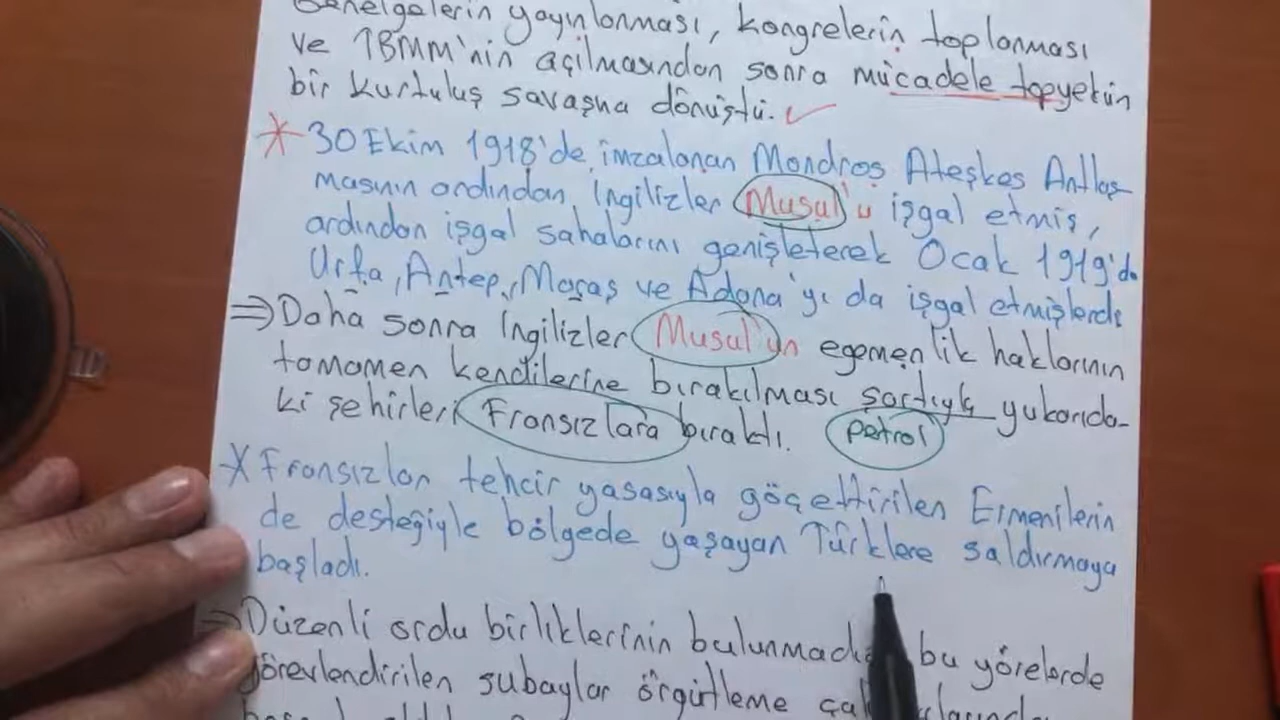 Genelgelerin yayınlanması, kongrelerin toplanması
ve TBMM'nin açılmasından sonra mücadele topyekün
bir kurtuluş savaşına dönüştü.
30 Ekim 1918'de imzalanan Mondros Ateşkes Antlaş-
masının ardından İngilizler Musul'u işgal etmiş,
ardından işgal sahalarını genişleterek Ocak 1919'da
Urfa, Antep, Maraş ve Adana'yı da işgal etmişlerdi
⇒ Daha sonra İngilizler Musul'un egemenlik haklarının
tamamen kendilerine bırakılması şartıyla yukarıda-
ki şehirleri Fransızlara bıraktı. Petrol
Fransızlar tehcir yasasıyla göç ettirilen Ermenilerin
de desteğiyle bölgede yaşayan Türklere saldırmaya
başladı.
⇒ Düzenli ordu birliklerinin bu yörelerde
görevlendirilen subaylar örgütleme